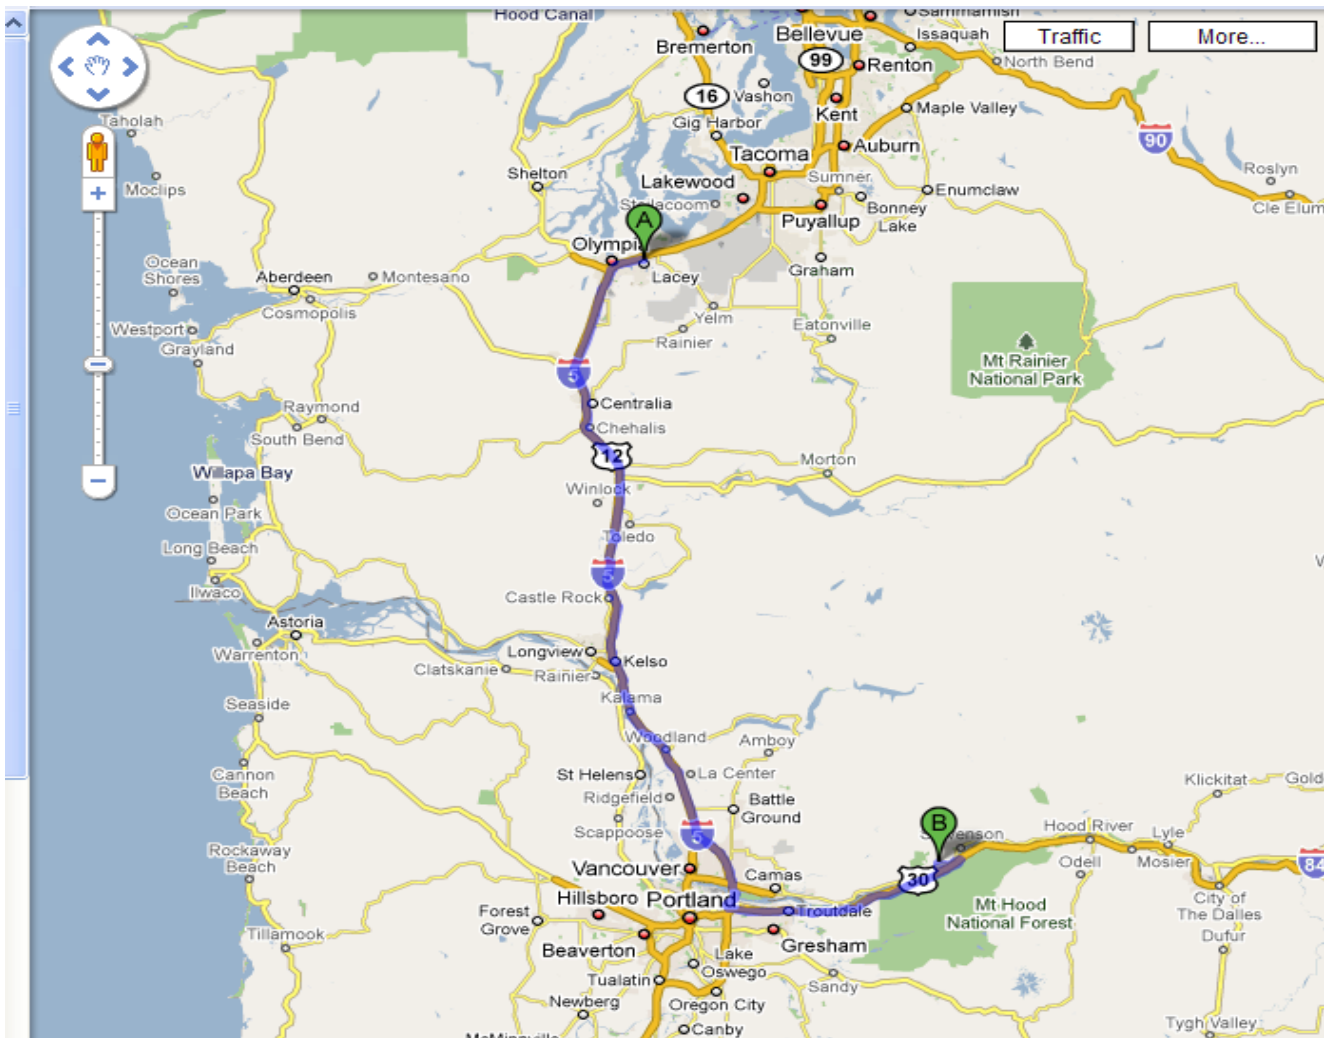 Hood Canal
Sammamish
Bremerton
Bellevue
Issaquah
Traffic
More...
99
Renton
North Bend
16
Vashon
Taholah
Gig Harbor
Kent
Maple Valley
90
Tacoma
Auburn
Roslyn
Moclips
Shelton
Lakewood
Sumner
Enumclaw
Steilacoom
Bonney
Lake
Cle Elum
A
Puyallup
Olympia
Ocean
Shores
Aberdeen
Montesano
Lacey
Graham
Cosmopolis
Yelm
Westport
Eatonville
Grayland
Rainier
Mt Rainier
National Park
5
Centralia
Raymond
Chehalis
South Bend
12
Willapa Bay
Morton
Winlock
Ocean Park
Toledo
Long Beach
5
Ilwaco
Castle Rock
Astoria
Warrenton
Longview
Kelso
Clatskanie
Rainier
Kalama
Seaside
Woodland
Amboy
Cannon
Beach
St Helens
La Center
Klickitat
Gold
Ridgefield
Battle
Ground
Scappoose
5
B
Stevenson
Hood River
Lyle
Rockaway
Beach
Odell
Mosier
84
Vancouver
Camas
30
Hillsboro
Portland
City of
The Dalles
Mt Hood
National Forest
Forest
Grove
Troutdale
Tillamook
Beaverton
Gresham
Dufur
Lake
Oswego
Tualatin
Sandy
Newberg
Oregon City
Canby
Tygh Valley
McMinnville